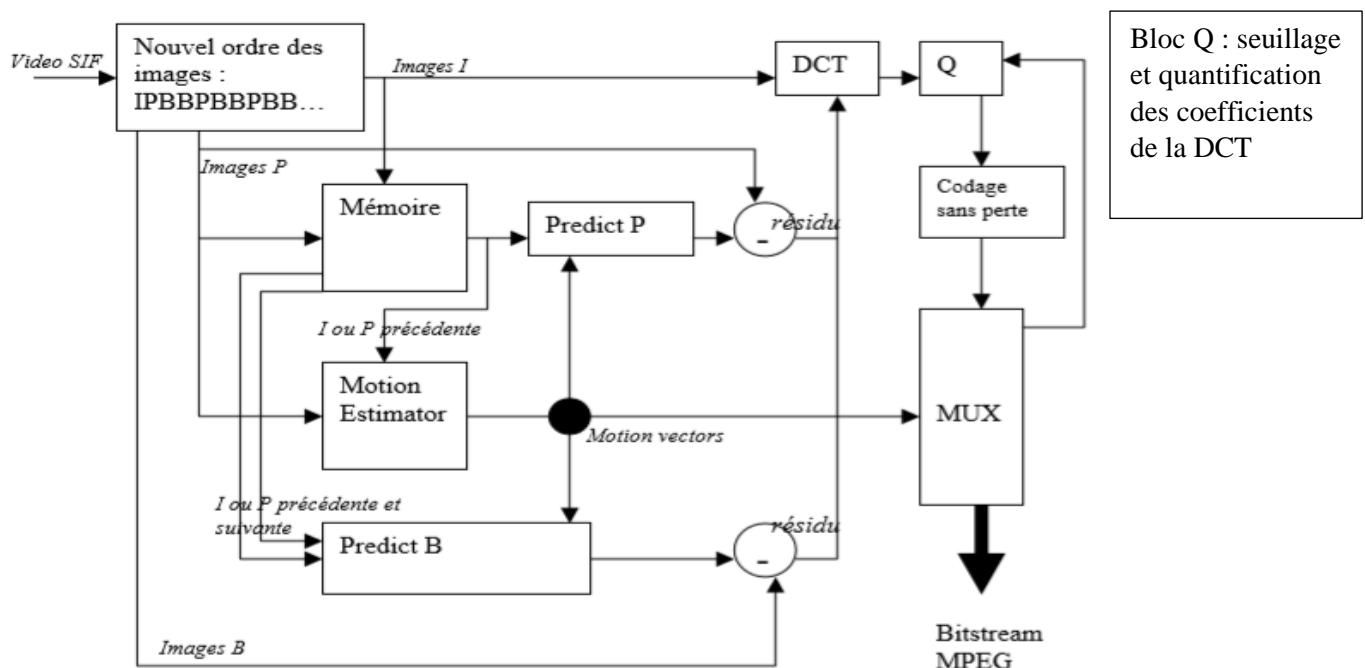 Video SIF
Nouvel ordre des
images :
IPBBPBBPBB…
Images I
DCT
Q
Bloc Q : seuillage
et quantification
des coefficients
de la DCT
Images P
Mémoire
Predict P
-
résidu
Codage
sans perte
I ou P précédente
Motion
Estimator
Motion vectors
MUX
I ou P précédente et
suivante
Predict B
-
résidu
Images B
Bitstream
MPEG